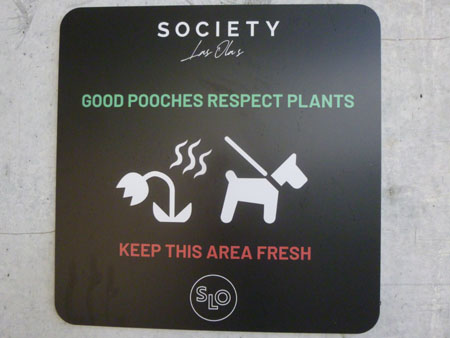 SOCIETY
Las Olas
GOOD POOCHES RESPECT PLANTS
KEEP THIS AREA FRESH
SLO